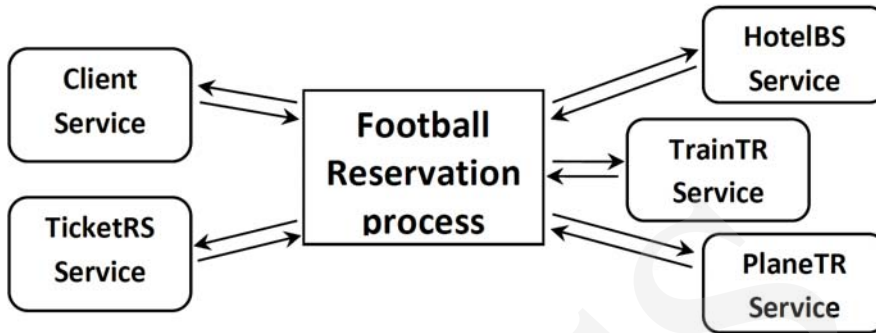 Client
Service
TicketRS
Service
Football
Reservation
process
HotelBS
Service
TrainTR
Service
PlaneTR
Service